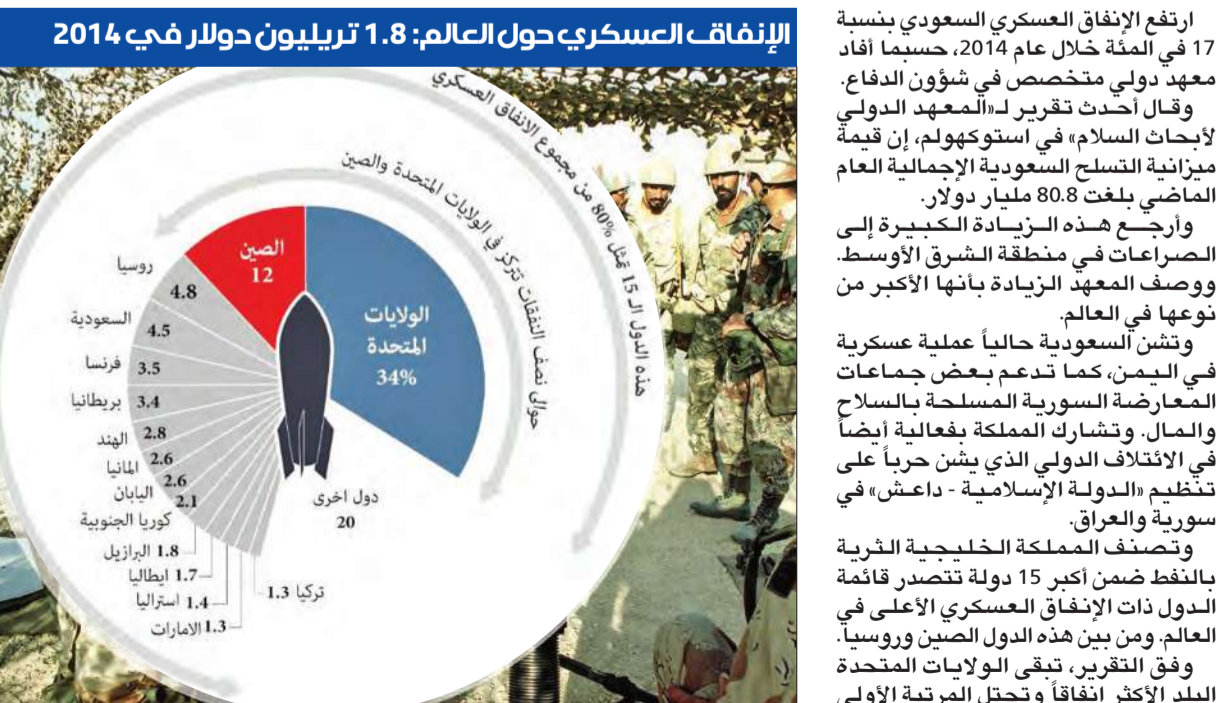 الإنفاق العسكري حول العالم: 1.8 تريليون دولار في 2014
هذه الدول الـ 15 تمثل 80% من مجموع الانفاق العسكري
حوالى نصف النفقات تتركز في الولايات المتحدة والصين
الولايات
المتحدة
34%
الصين
12
روسيا
4.8
السعودية
4.5
فرنسا
3.5
بريطانيا
3.4
الهند
2.8
المانيا
2.6
اليابان
2.6
كوريا الجنوبية
2.1
1.8 البرازيل
1.7 ايطاليا
1.4 استراليا
1.3 الامارات
تركيا 1.3
دول اخرى
20
ارتفع الإنفاق العسكري السعودي بنسبة
17 في المئة خلال عام 2014، حسبما أفاد
معهد دولي متخصص في شؤون الدفاع.
وقال أحدث تقرير لـ«المعهد الدولي
لأبحاث السلام» في استوكهولم، إن قيمة
ميزانية التسلح السعودية الإجمالية العام
الماضي بلغت 80.8 مليار دولار.
وأرجع هذه الزيادة الكبيرة إلى
الصراعات في منطقة الشرق الأوسط.
ووصف المعهد الزيادة بأنها الأكبر من
نوعها في العالم.
وتشن السعودية حالياً عملية عسكرية
في اليمن، كما تدعم بعض جماعات
المعارضة السورية المسلحة بالسلاح
والمال. وتشارك المملكة بفعالية أيضاً
في الائتلاف الدولي الذي يشن حرباً على
تنظيم «الدولة الإسلامية - داعش» في
سورية والعراق.
وتصنف المملكة الخليجية الثرية
بالنفط ضمن أكبر 15 دولة تتصدر قائمة
الدول ذات الإنفاق العسكري الأعلى في
العالم. ومن بين هذه الدول الصين وروسيا.
وفق التقرير، تبقى الولايات المتحدة
البلد الأكثر إنفاقاً وتحتل المرتبة الأولى